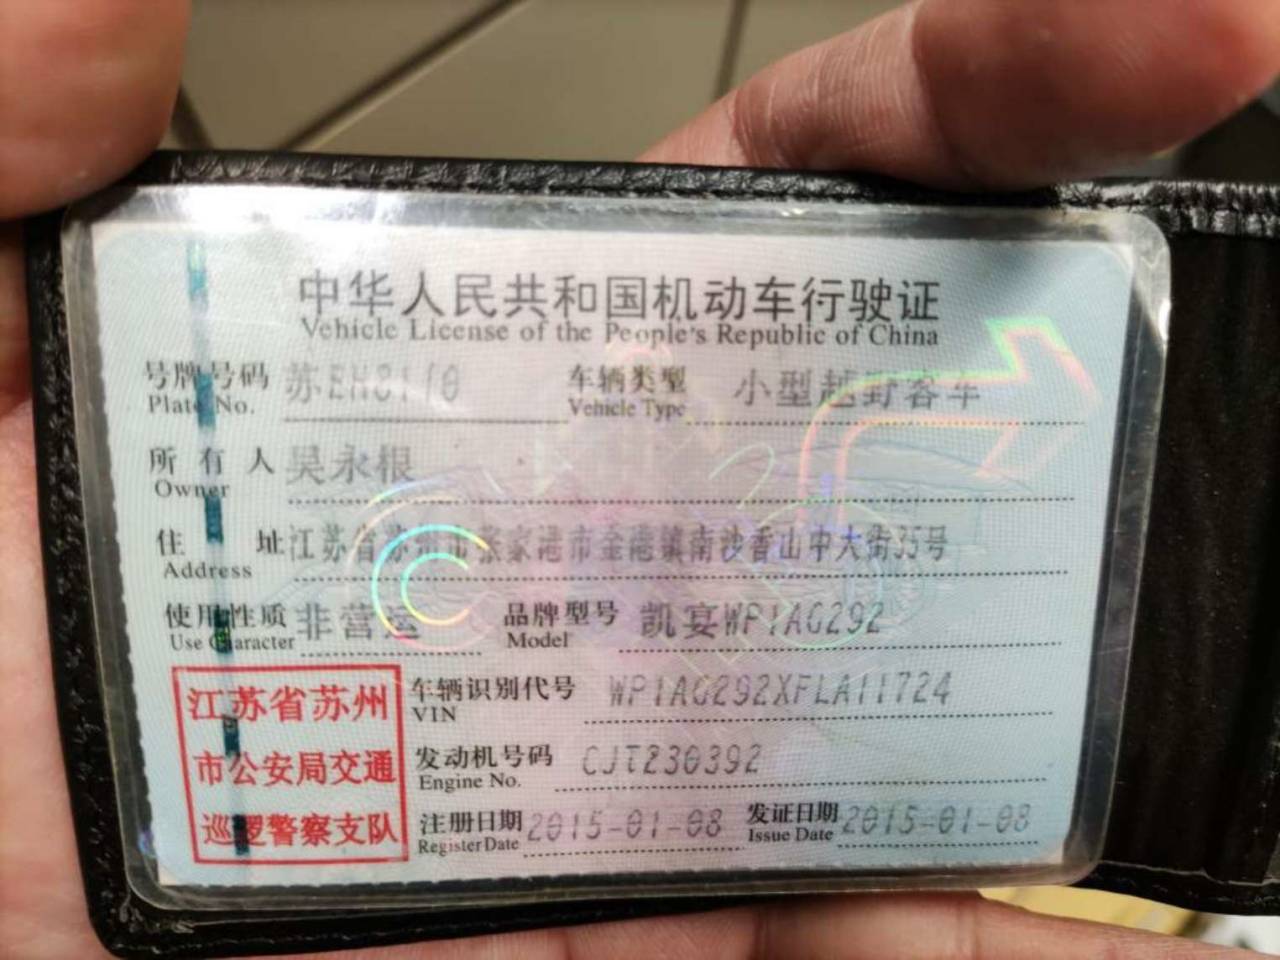 中华人民共和国机动车行驶证
Vehicle License of the People's Republic of China
号牌号码 车辆类型 小型越野客车
Plate No. Vehicle Type
所有人 吴永根
Owner
住址 江苏省苏州市张家港市金港镇南沙香山中大街35号
Address
使用性质 非营运 品牌型号 凯宴WP1AG292
Use Character Model
车辆识别代号 WP1AG292XFLA11724
VIN
发动机号码 CJT230392
Engine No.
注册日期 2015-01-08 发证日期 2015-01-08
Register Date Issue Date
江苏省苏州
市公安局交通
巡逻警察支队